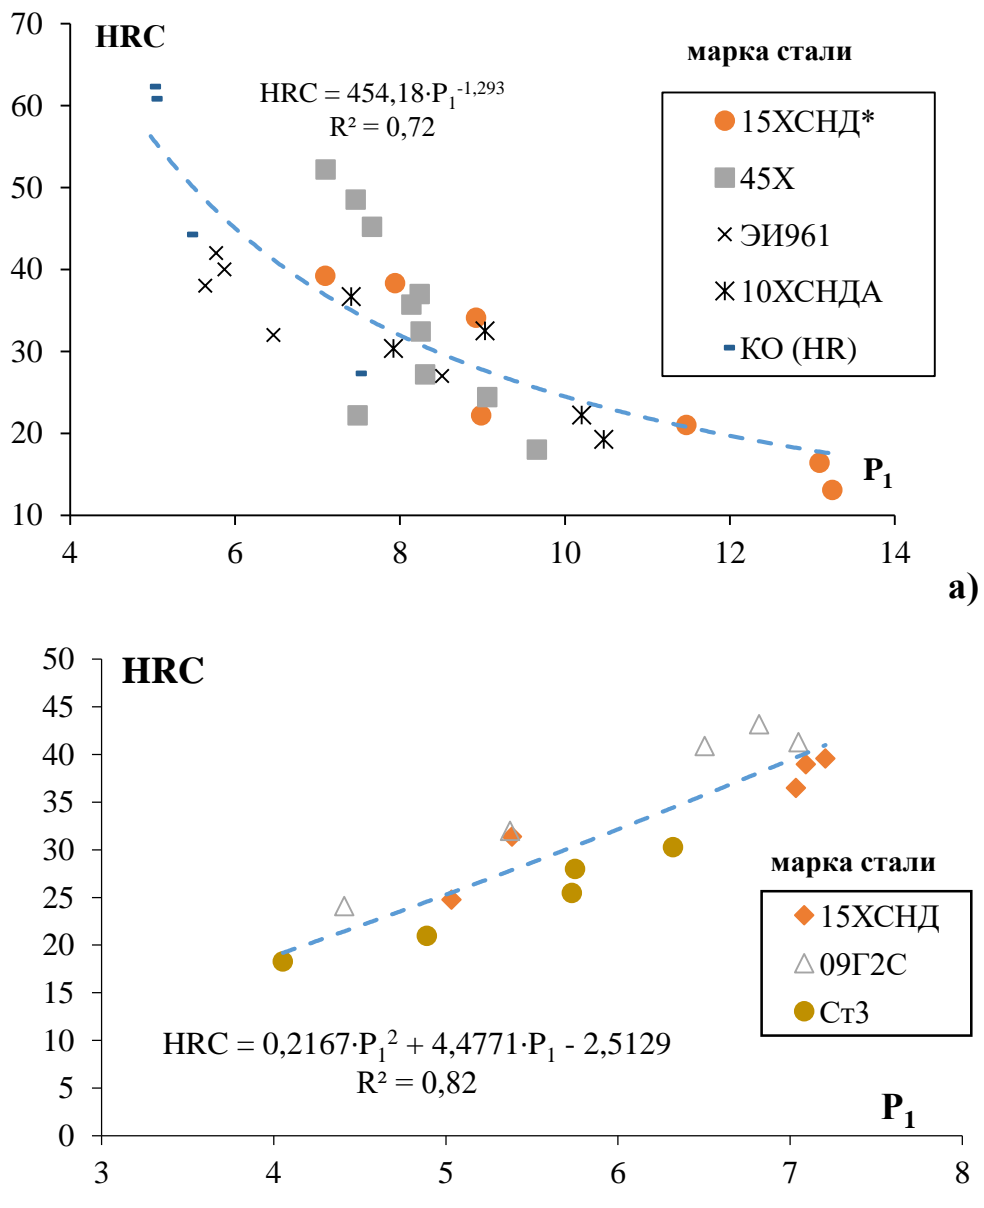 70
HRC
марка стали
60
HRC = 454,18·P₁⁻¹,²⁹³
R² = 0,72
15ХСНД*
50
45Х
ЭИ961
40
10ХСНДА
30
КО (HR)
20
P₁
10
4 6 8 10 12 14
а)
50
HRC
45
40
35
30
марка стали
25
15ХСНД
20
09Г2С
15
Ст3
10
HRC = 0,2167·P₁² + 4,4771·P₁ - 2,5129
5
R² = 0,82
P₁
0
3 4 5 6 7 8